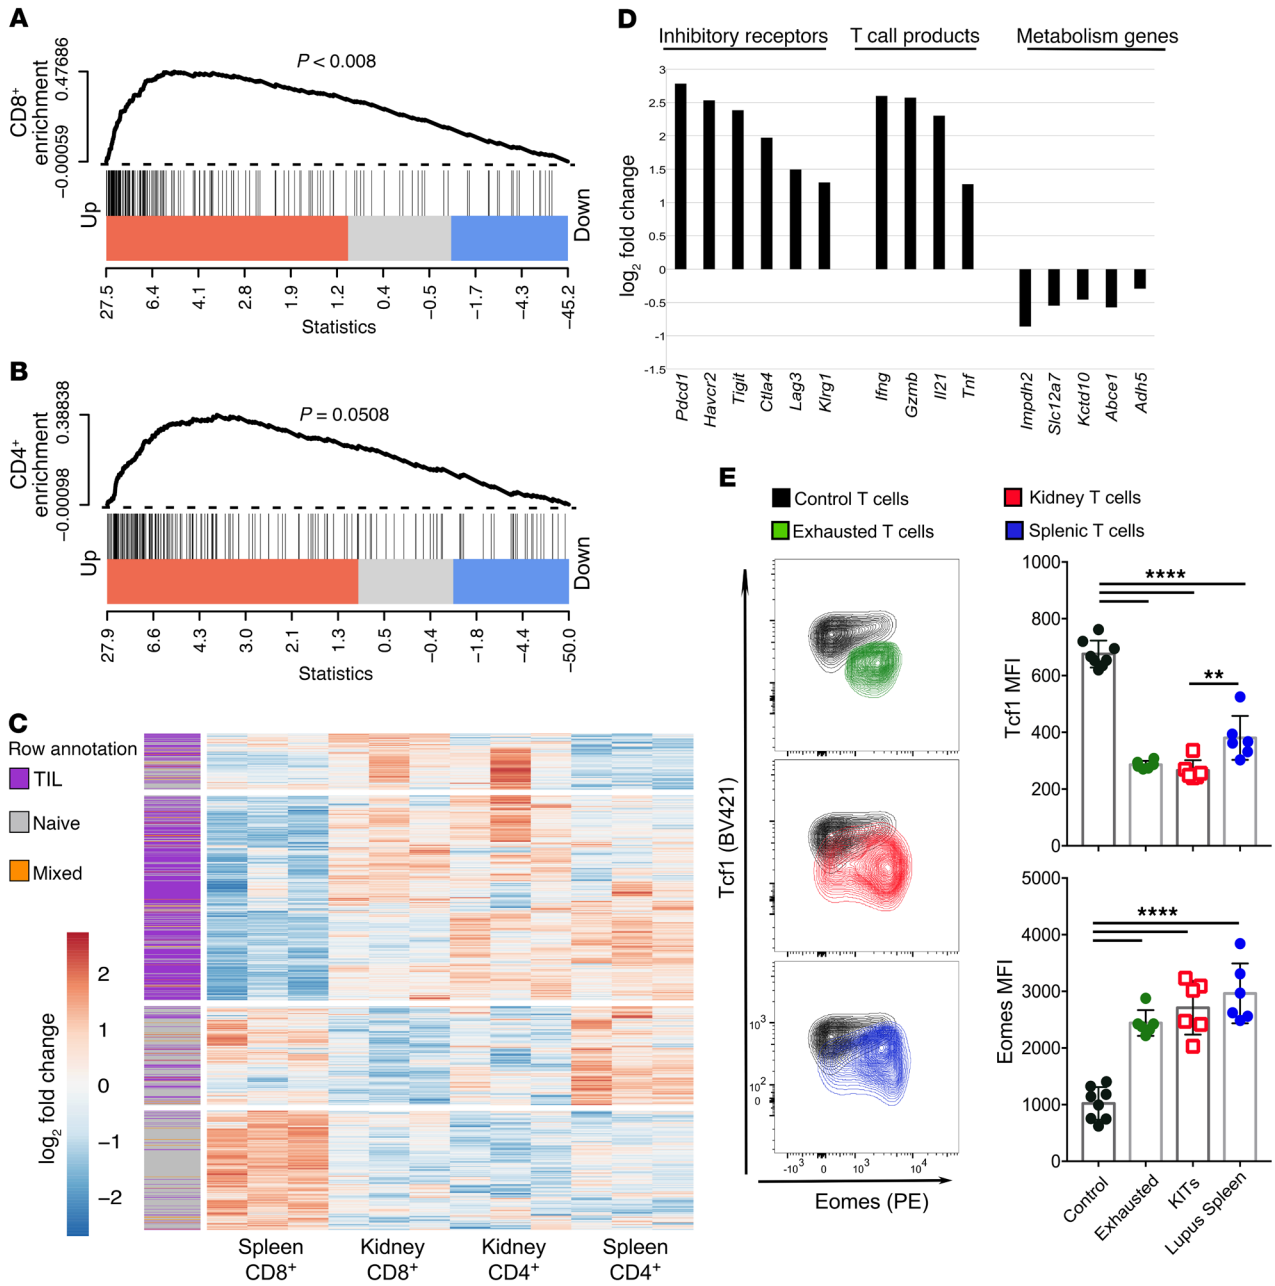 A
CD8+
enrichment
−0.00059 0.47686
P < 0.008
Up
Down
27.5 6.4 4.1 2.8 1.9 1.2 0.4 −0.5 −1.7 −4.3 −45.2
Statistics
B
CD4+
enrichment
−0.00098 0.38838
P = 0.0508
Up
Down
27.9 6.6 4.3 3.0 2.1 1.3 0.5 −0.4 −1.8 −4.4 −50.0
Statistics
C
Row annotation
TIL
Naive
Mixed
log2 fold change
2
1
0
−1
−2
Spleen
CD8+
Kidney
CD8+
Kidney
CD4+
Spleen
CD4+
D
Inhibitory receptors T call products Metabolism genes
log2 fold change
3
2.5
2
1.5
1
0.5
0
-0.5
-1
-1.5
Pdcd1 Havcr2 Tigit Ctla4 Lag3 Klrg1 Ifng Gzmb Il21 Tnf Impdh2 Slc12a7 Kctd10 Abce1 Adh5
E
Control T cells
Kidney T cells
Exhausted T cells
Splenic T cells
Tcf1 (BV421)
103
102
0
-103 0 103 104
Eomes (PE)
Tcf1 MFI
1000
800
600
400
200
0
****
**
Eomes MFI
5000
4000
3000
2000
1000
0
****
Control
Exhausted
KITs
Lupus Spleen